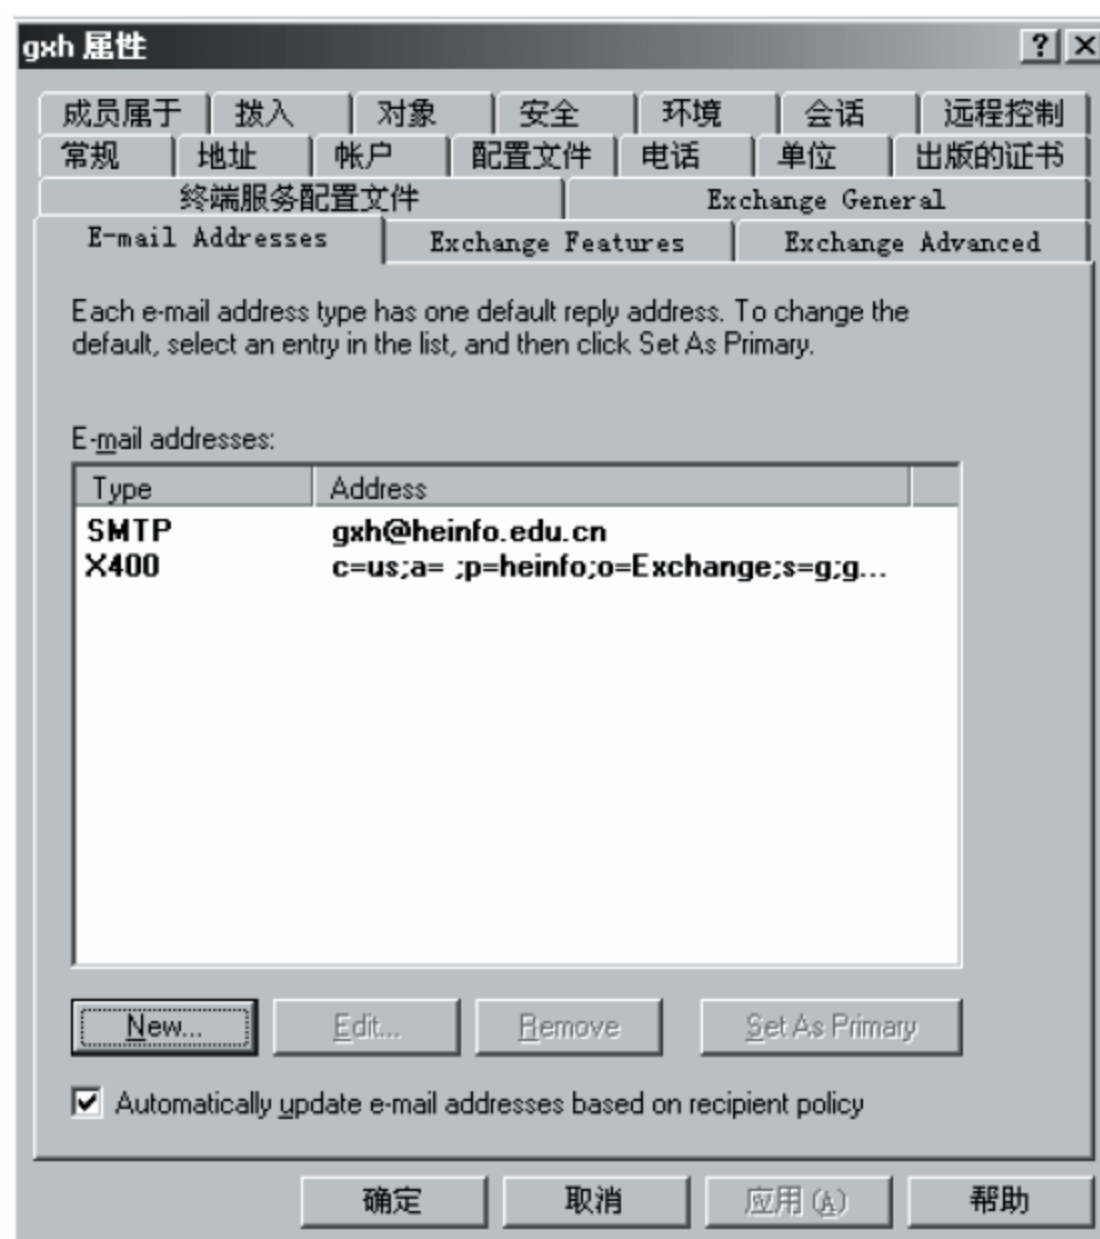 gxh 属性
成员属于 拨入 对象 安全 环境 会话 远程控制
常规 地址 帐户 配置文件 电话 单位 出版的证书
终端服务配置文件 Exchange General
E-mail Addresses Exchange Features Exchange Advanced
Each e-mail address type has one default reply address. To change the
default, select an entry in the list, and then click Set As Primary.
E-mail addresses:
Type Address
SMTP gxh@heinfo.edu.cn
X400 c=us;a= ;p=heinfo;o=Exchange;s=g;g...
New... Edit... Remove Set As Primary
Automatically update e-mail addresses based on recipient policy
确定 取消 应用(A) 帮助